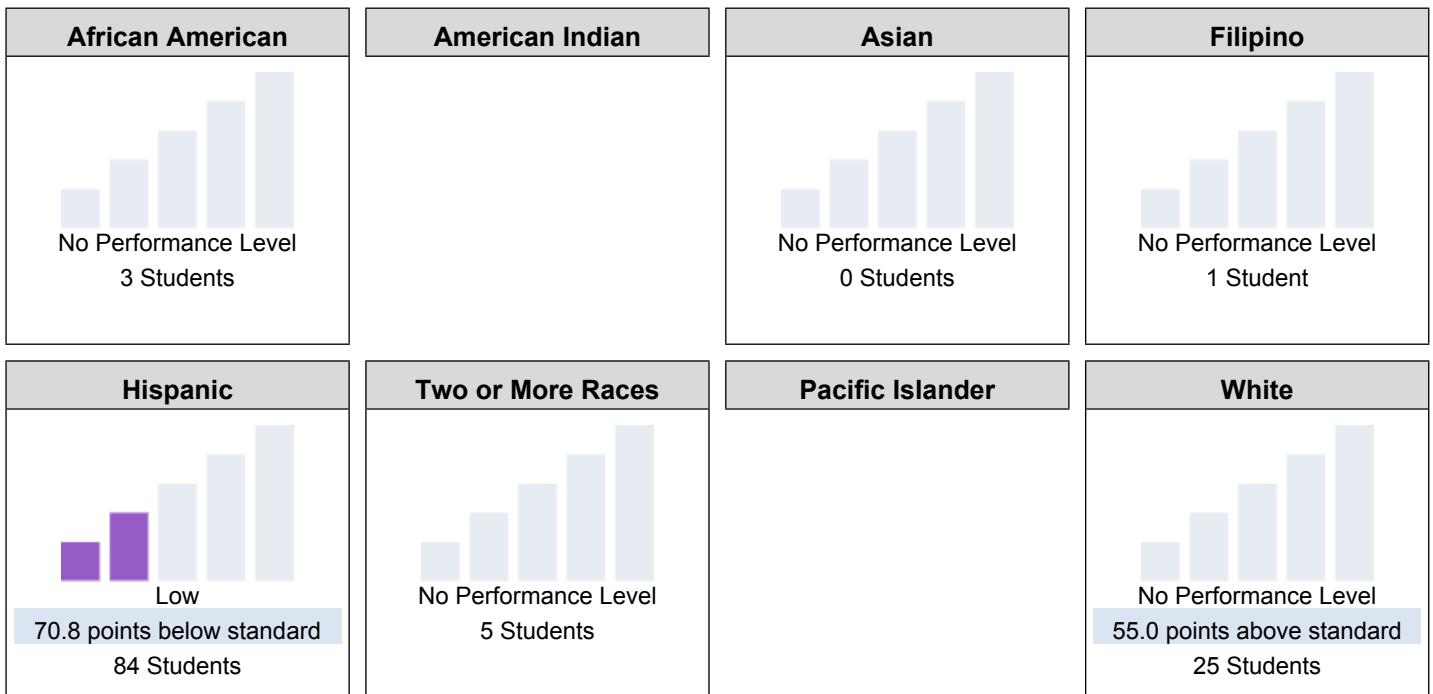 African American
No Performance Level
3 Students
American Indian
Asian
No Performance Level
0 Students
Filipino
No Performance Level
1 Student
Hispanic
Low
70.8 points below standard
84 Students
Two or More Races
No Performance Level
5 Students
Pacific Islander
White
No Performance Level
55.0 points above standard
25 Students